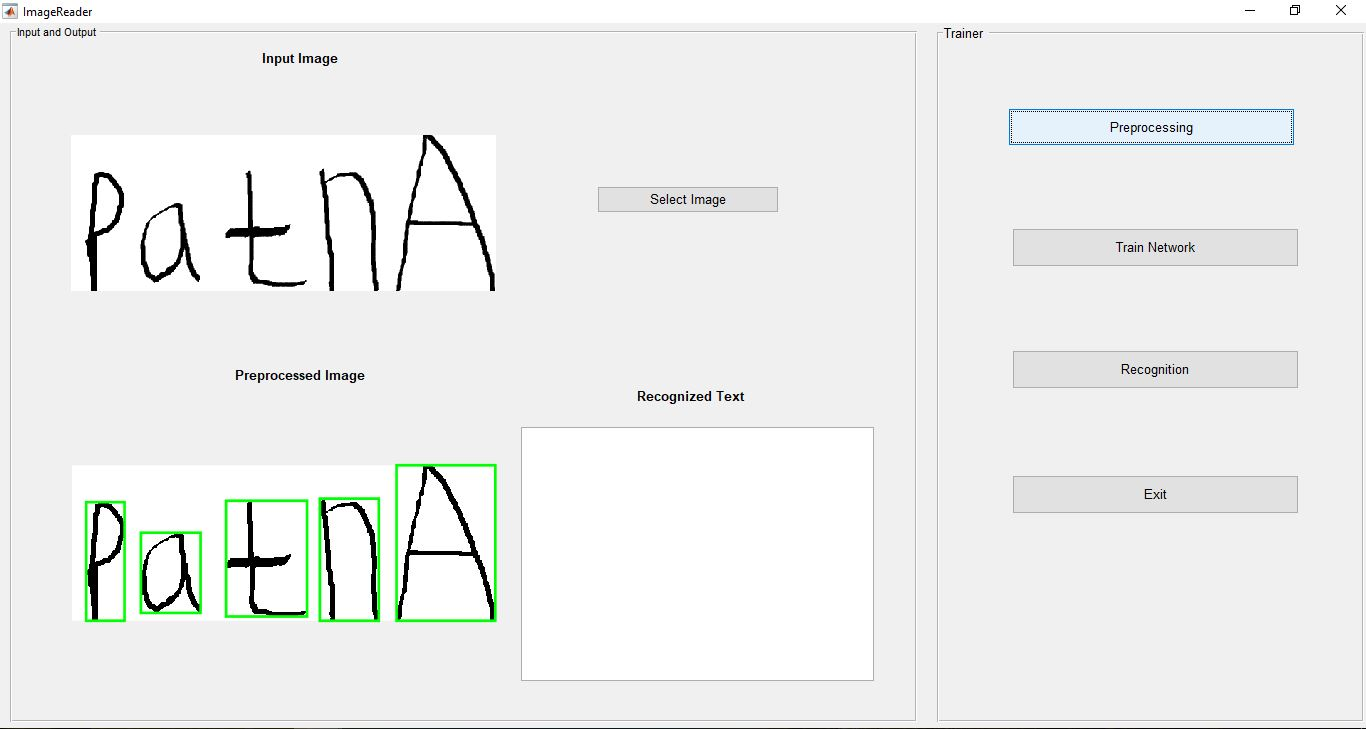 ImageReader
Input and Output
Trainer
Input Image
PatnA
Select Image
Preprocessing
Train Network
Preprocessed Image
Recognized Text
Recognition
PatnA
Exit